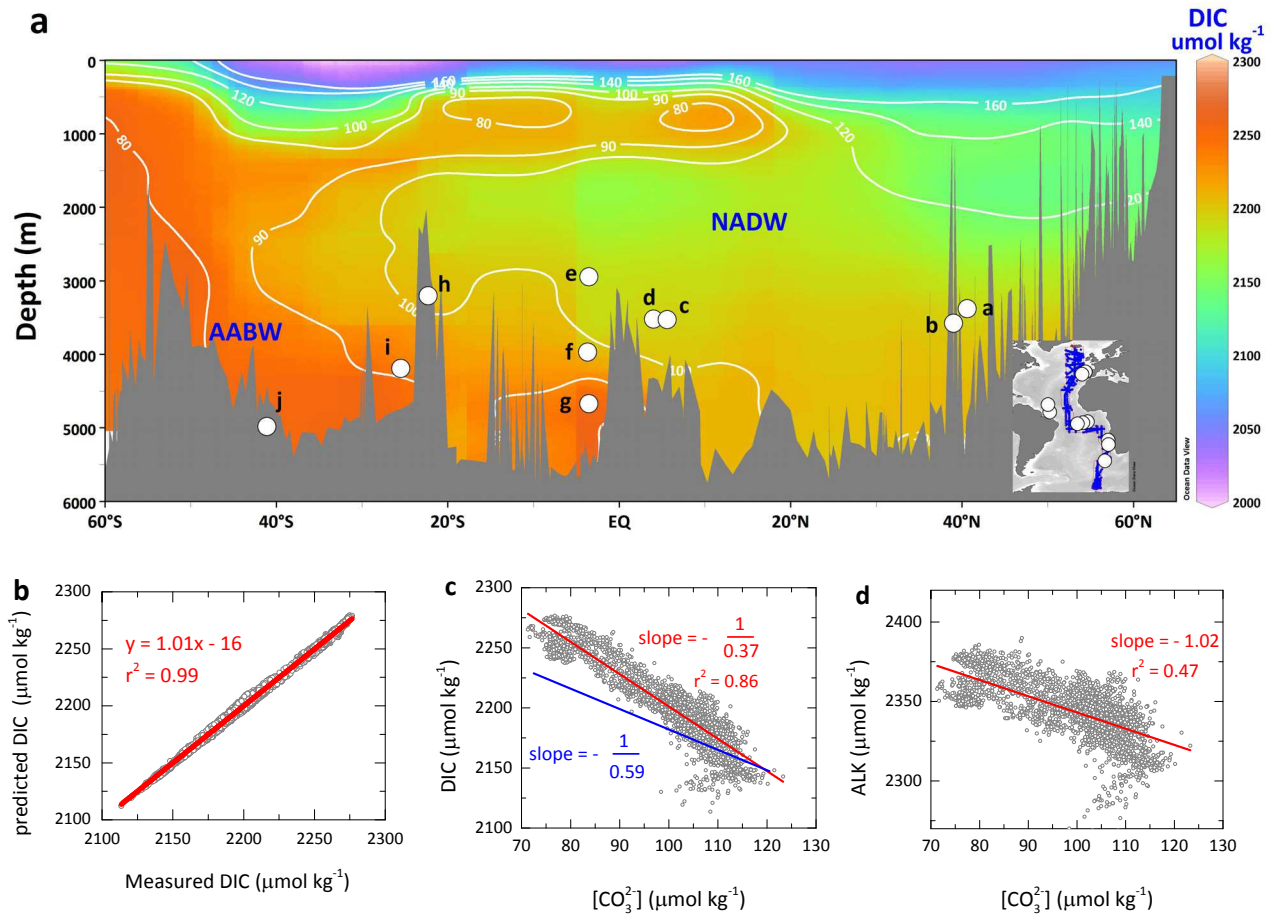 a
DIC
umol kg⁻¹
0
1000
2000
3000
4000
5000
6000
Depth (m)
60°S
40°S
20°S
EQ
20°N
40°N
60°N
2300
2250
2200
2150
2100
2050
2000
80
120
100
90
160
140
100
90
80
90
100
90
160
140
100
90
80
120
160
140
100
NADW
AABW
a
b
c
d
e
f
g
h
i
j
Ocean Data View
b
predicted DIC (μmol kg⁻¹)
2300
2250
2200
2150
2100
y = 1.01x - 16
r² = 0.99
2100
2150
2200
2250
2300
Measured DIC (μmol kg⁻¹)
c
DIC (μmol kg⁻¹)
2300
2250
2200
2150
2100
slope = - 1/0.37
r² = 0.86
slope = - 1/0.59
70
80
90
100
110
120
130
[CO₃²⁻] (μmol kg⁻¹)
d
ALK (μmol kg⁻¹)
2400
2350
2300
slope = - 1.02
r² = 0.47
70
80
90
100
110
120
130
[CO₃²⁻] (μmol kg⁻¹)